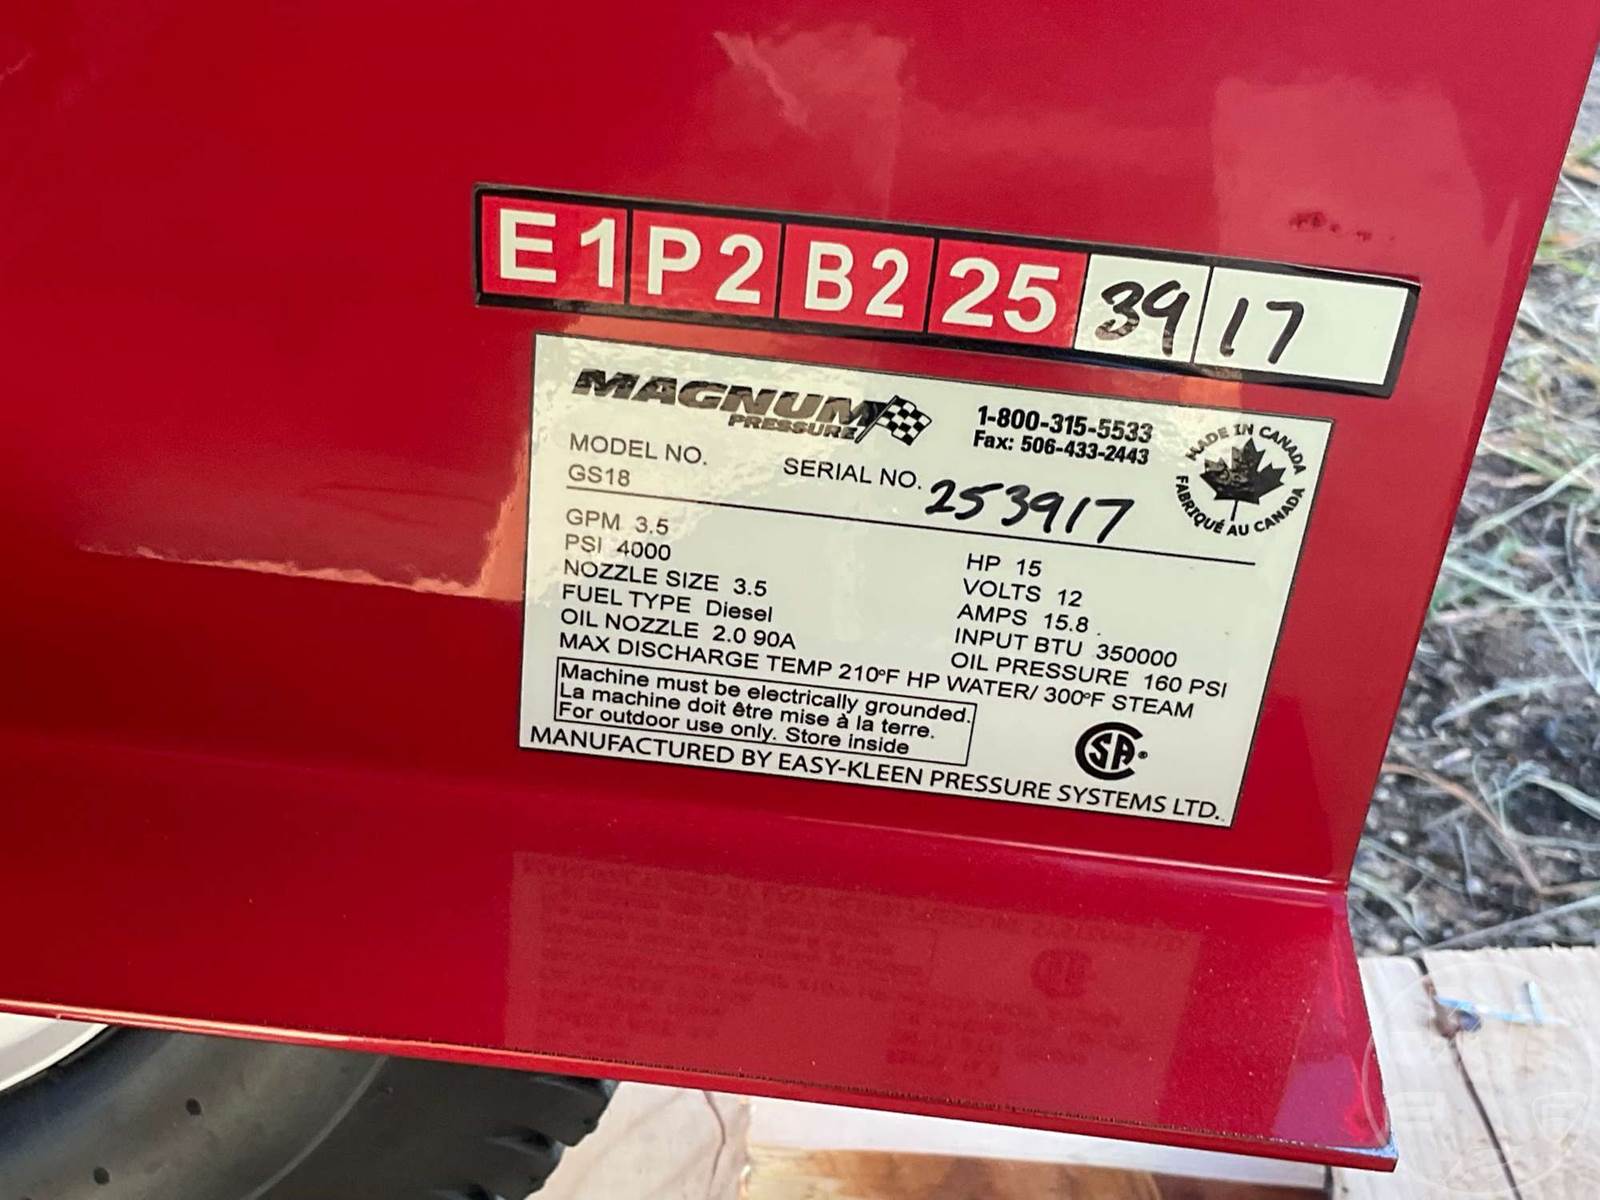 E1 P2 B2 25 39 17
MAGNUM
PRESSURE
1-800-315-5533
Fax: 506-433-2443
MADE IN CANADA
FABRIQUÉ AU CANADA
MODEL NO.
GS18
SERIAL NO. 253917
GPM 3.5
PSI 4000
NOZZLE SIZE 3.5
FUEL TYPE Diesel
OIL NOZZLE 2.0 90A
HP 15
VOLTS 12
AMPS 15.8
INPUT BTU 350000
OIL PRESSURE 160 PSI
MAX DISCHARGE TEMP 210°F HP WATER/ 300°F STEAM
Machine must be electrically grounded.
La machine doit être mise à la terre.
For outdoor use only. Store inside
CSA
MANUFACTURED BY EASY-KLEEN PRESSURE SYSTEMS LTD.